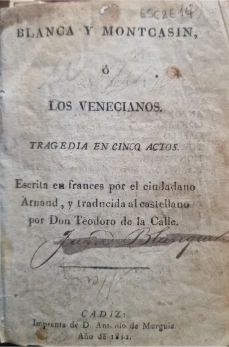 ESC2E14
BLANCA Y MONTCASIN,
ó
LOS VENECIANOS.
TRAGEDIA EN CINCO ACTOS.
Escrita en frances por el ciudadano
Arnaud, y traducida al castellano
por Don Teodoro de la Calle.
CADIZ:
Imprenta de D. Antonio de Murguia.
Año de